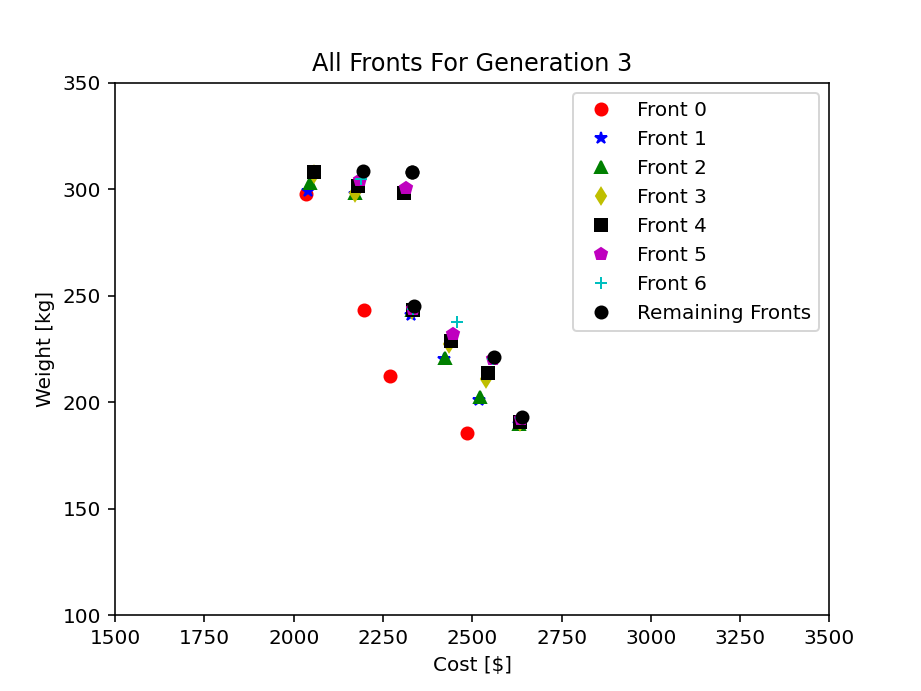 All Fronts For Generation 3
350
300
250
200
150
100
Weight [kg]
1500 1750 2000 2250 2500 2750 3000 3250 3500
Cost [$]
Front 0
Front 1
Front 2
Front 3
Front 4
Front 5
Front 6
Remaining Fronts